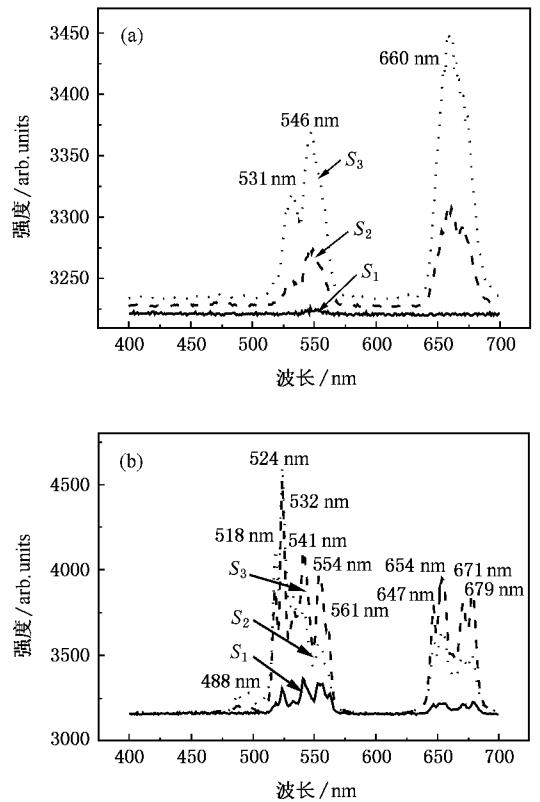 (a)
3450
3400
3350
3300
3250
强度/arb.units
660 nm
546 nm
531 nm
S3
S2
S1
400 450 500 550 600 650 700
波长/nm
(b)
4500
4000
3500
3000
强度/arb.units
524 nm
532 nm
518 nm
541 nm
554 nm
561 nm
654 nm
671 nm
647 nm
679 nm
S3
S2
S1
488 nm
400 450 500 550 600 650 700
波长/nm